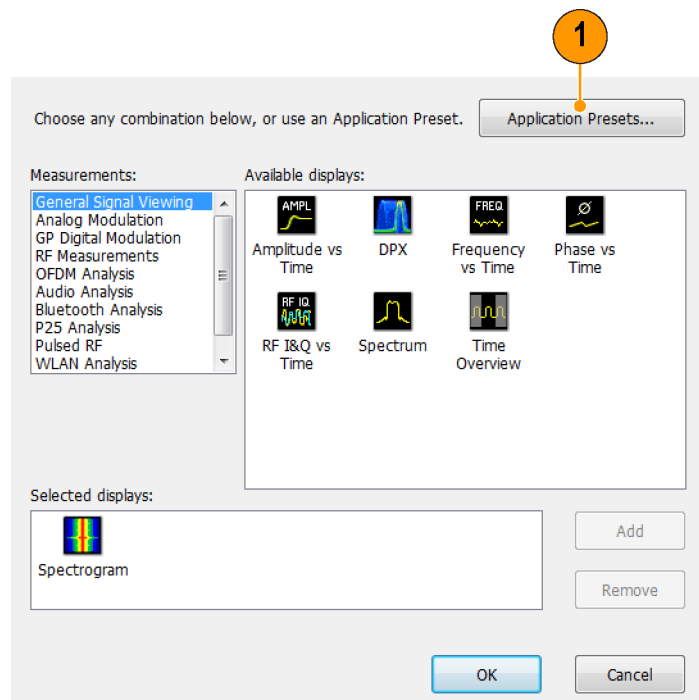 1
Choose any combination below, or use an Application Preset.
Application Presets...
Measurements:
Available displays:
General Signal Viewing
Analog Modulation
GP Digital Modulation
RF Measurements
OFDM Analysis
Audio Analysis
Bluetooth Analysis
P25 Analysis
Pulsed RF
WLAN Analysis
AMPL
Amplitude vs
Time
DPX
FREQ
Frequency
vs Time
Ø
Phase vs
Time
RF IQ
RF I&Q vs
Time
Spectrum
Time
Overview
Selected displays:
Spectrogram
Add
Remove
OK
Cancel